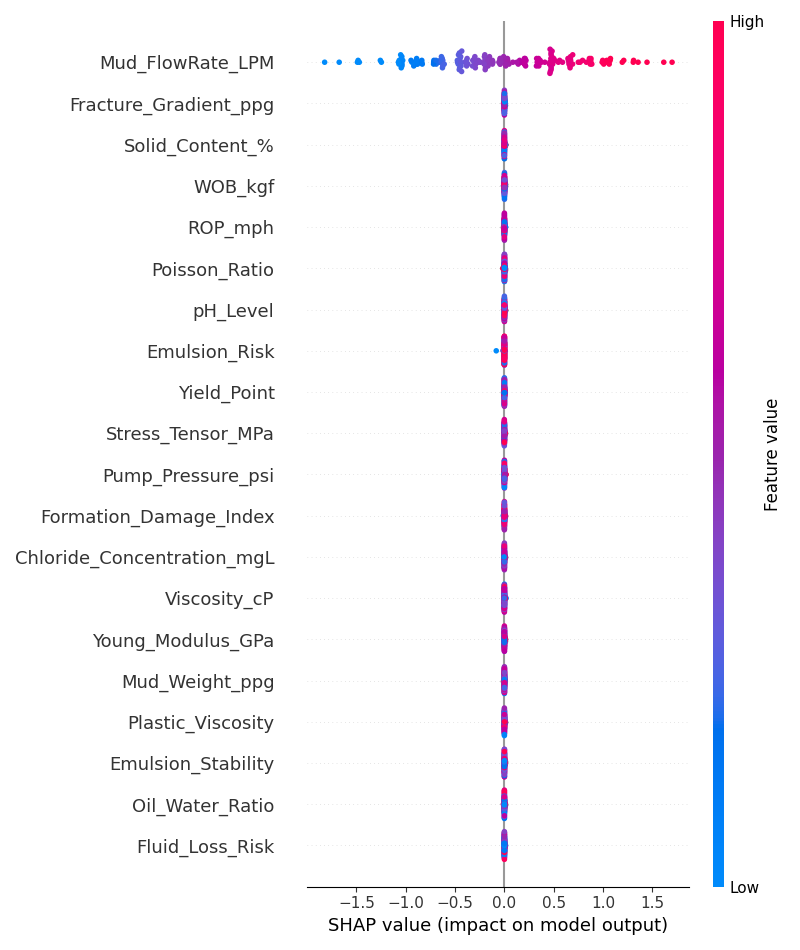 High
Mud_FlowRate_LPM
Fracture_Gradient_ppg
Solid_Content_%
WOB_kgf
ROP_mph
Poisson_Ratio
pH_Level
Emulsion_Risk
Yield_Point
Stress_Tensor_MPa
Pump_Pressure_psi
Formation_Damage_Index
Chloride_Concentration_mgL
Viscosity_cP
Young_Modulus_GPa
Mud_Weight_ppg
Plastic_Viscosity
Emulsion_Stability
Oil_Water_Ratio
Fluid_Loss_Risk
Feature value
Low
−1.5 −1.0 −0.5 0.0 0.5 1.0 1.5
SHAP value (impact on model output)